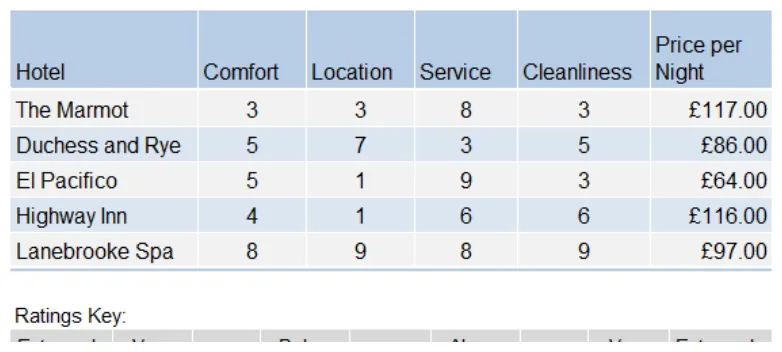 Price per
Hotel Comfort Location Service Cleanliness Night
The Marmot 3 3 8 3 £117.00
Duchess and Rye 5 7 3 5 £86.00
El Pacifico 5 1 9 3 £64.00
Highway Inn 4 1 6 6 £116.00
Lanebrooke Spa 8 9 8 9 £97.00
Ratings Key: